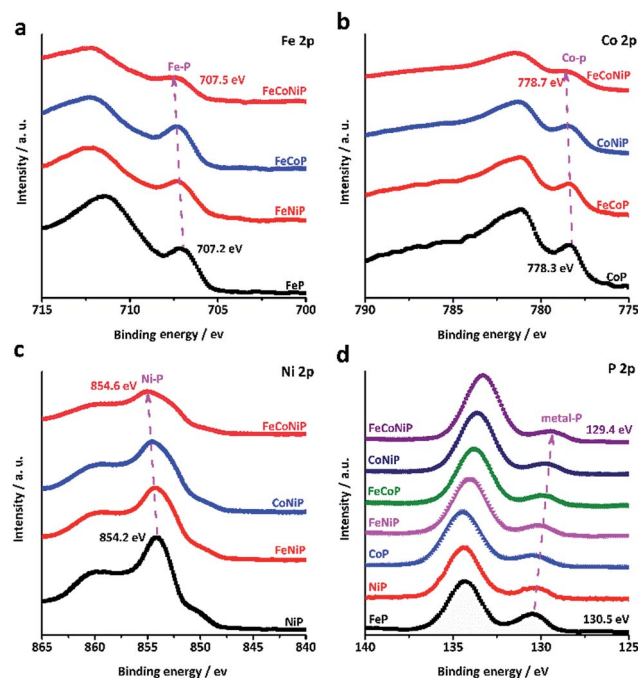 a
Fe 2p
Fe-P
707.5 eV
FeCoNiP
FeCoP
FeNiP
707.2 eV
FeP
Intensity / a. u.
715 710 705 700
Binding energy / ev
b
Co 2p
Co-p
778.7 eV
FeCoNiP
CoNiP
FeCoP
778.3 eV
CoP
Intensity / a. u.
790 785 780 775
Binding energy / ev
c
Ni 2p
Ni-P
854.6 eV
FeCoNiP
CoNiP
854.2 eV
FeNiP
NiP
Intensity / a. u.
865 860 855 850 845 840
Binding energy / ev
d
P 2p
metal-P
FeCoNiP
129.4 eV
CoNiP
FeCoP
FeNiP
CoP
NiP
FeP
130.5 eV
Intensity / a. u.
140 135 130 125
Binding energy / ev